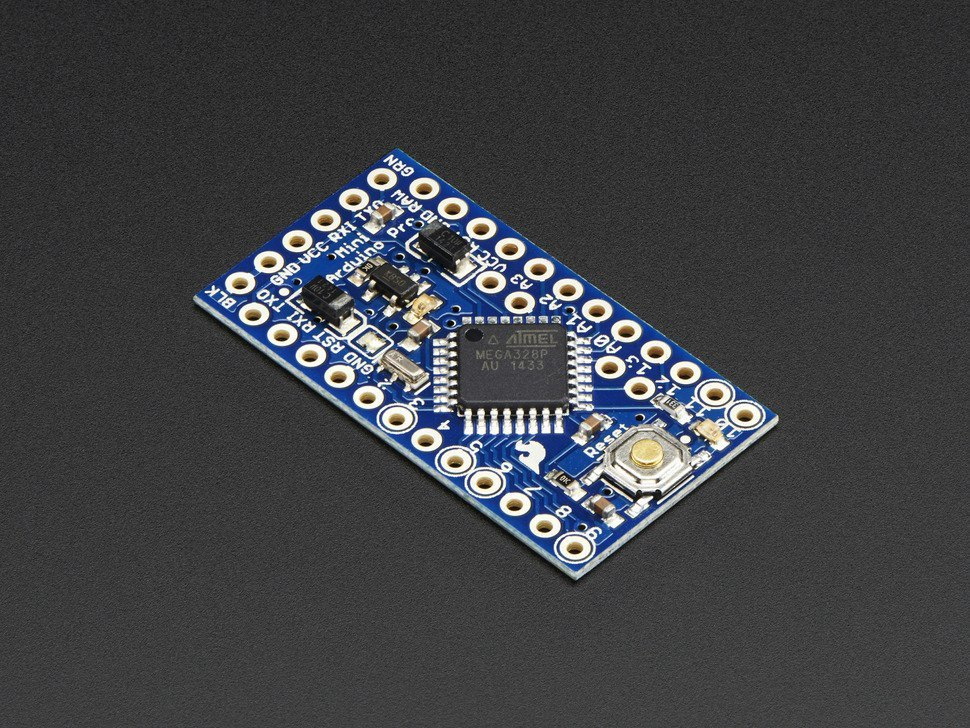 GRN
TXO
RXI
VCC
GND
BLK
RAW
VCC
A3
A2
A1
A0
13
12
11
10
Arduino Pro
Mini
TXO
RXI
RST
GND
2
3
4
5
6
7
8
9
ATMEL
MEGA328P
AU 1433
Reset